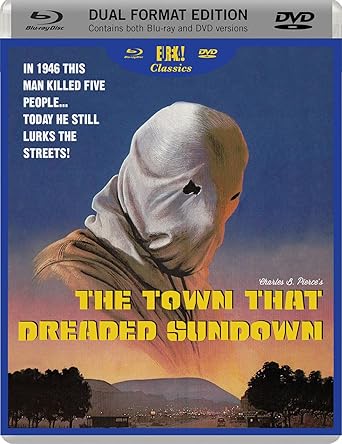 Blu-ray Disc
DUAL FORMAT EDITION
Contains both Blu-ray and DVD versions
DVD
Blu-ray Disc
EUREKA!
Classics
DVD
IN 1946 THIS
MAN KILLED FIVE
PEOPLE...
TODAY HE STILL
LURKS THE
STREETS!
Charles B. Pierce's
THE TOWN THAT
DREADED SUNDOWN